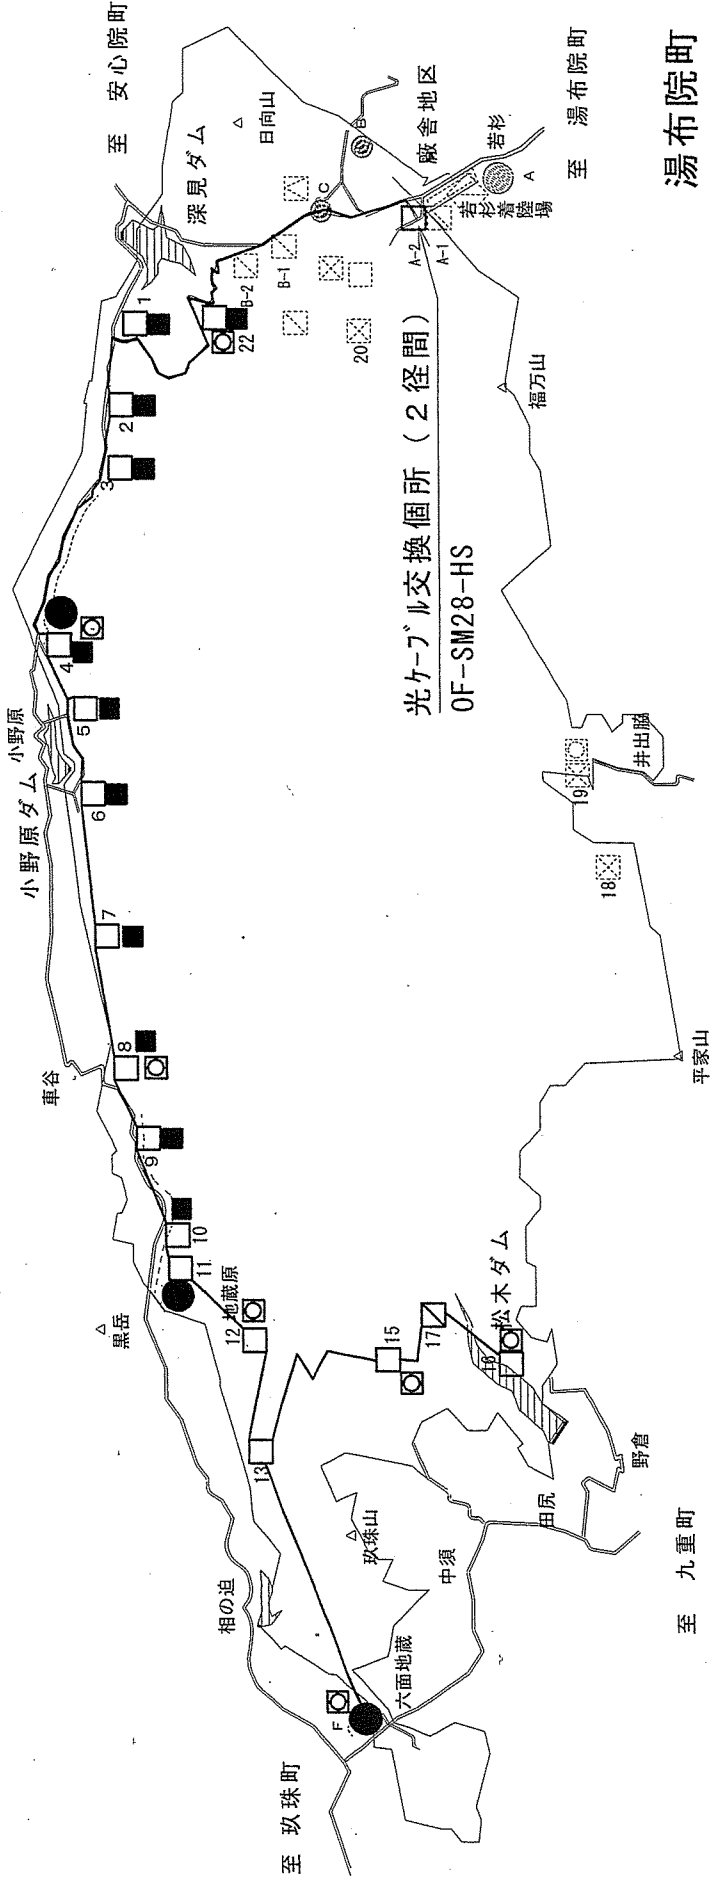 湯布院町
至 安心院町
深見ダム
日向山
B
廠舎地区
若杉
至 湯布院町
C
若杉着陸場
A
A-2
A-1
B-2
B-1
1
22
20
2
3
光ケーブル交換個所（２径間）
OF-SM28-HS
福万山
4
5
小野原
小野原ダム
6
19
井出脇
7
18
車谷
8
平家山
9
10
11
黒岳
地蔵原
12
15
17
松木ダム
16
13
野倉
玖珠山
田尻
中須
相の迫
至 九重町
六面地蔵
F
至 玖珠町